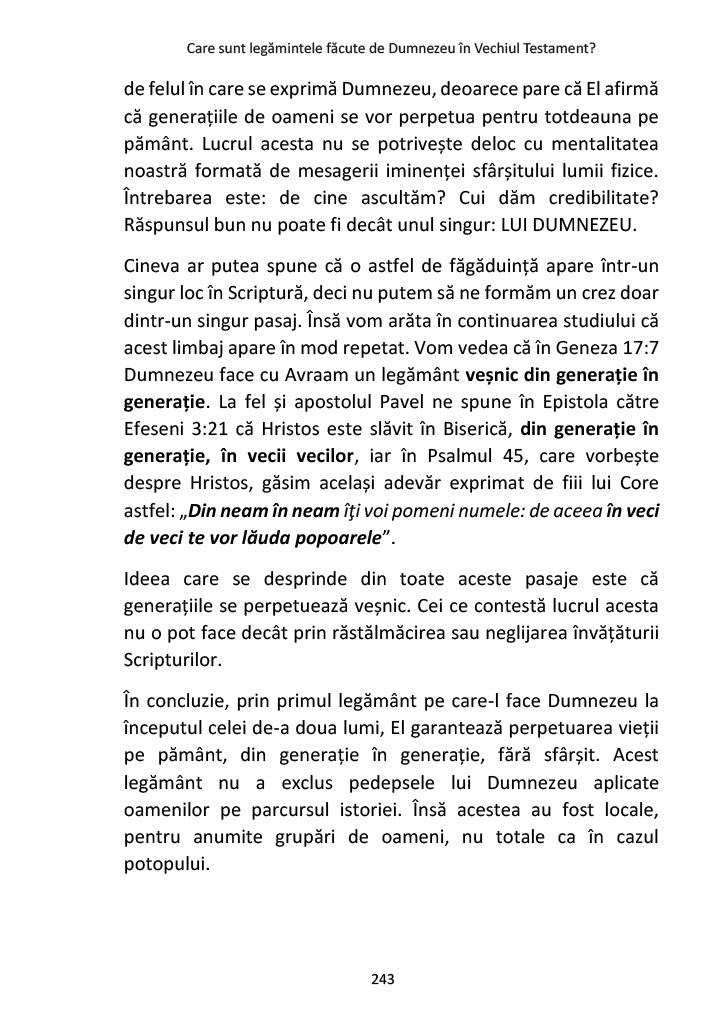 Care sunt legămintele făcute de Dumnezeu în Vechiul Testament?
de felul în care se exprimă Dumnezeu, deoarece pare că El afirmă
că generațiile de oameni se vor perpetua pentru totdeauna pe
pământ. Lucrul acesta nu se potrivește deloc cu mentalitatea
noastră formată de mesagerii iminenței sfârșitului lumii fizice.
Întrebarea este: de cine ascultăm? Cui dăm credibilitate?
Răspunsul bun nu poate fi decât unul singur: LUI DUMNEZEU.
Cineva ar putea spune că o astfel de făgăduință apare într-un
singur loc în Scriptură, deci nu putem să ne formăm un crez doar
dintr-un singur pasaj. Însă vom arăta în continuarea studiului că
acest limbaj apare în mod repetat. Vom vedea că în Geneza 17:7
Dumnezeu face cu Avraam un legământ veșnic din generație în
generație. La fel și apostolul Pavel ne spune în Epistola către
Efeseni 3:21 că Hristos este slăvit în Biserică, din generație în
generație, în vecii vecilor, iar în Psalmul 45, care vorbește
despre Hristos, găsim același adevăr exprimat de fiii lui Core
astfel: „Din neam în neam îţi voi pomeni numele: de aceea în veci
de veci te vor lăuda popoarele”.
Ideea care se desprinde din toate aceste pasaje este că
generațiile se perpetuează veșnic. Cei ce contestă lucrul acesta
nu o pot face decât prin răstălmăcirea sau neglijarea învățăturii
Scripturilor.
În concluzie, prin primul legământ pe care-l face Dumnezeu la
începutul celei de-a doua lumi, El garantează perpetuarea vieții
pe pământ, din generație în generație, fără sfârșit. Acest
legământ nu a exclus pedepsele lui Dumnezeu aplicate
oamenilor pe parcursul istoriei. Însă acestea au fost locale,
pentru anumite grupări de oameni, nu totale ca în cazul
potopului.
243